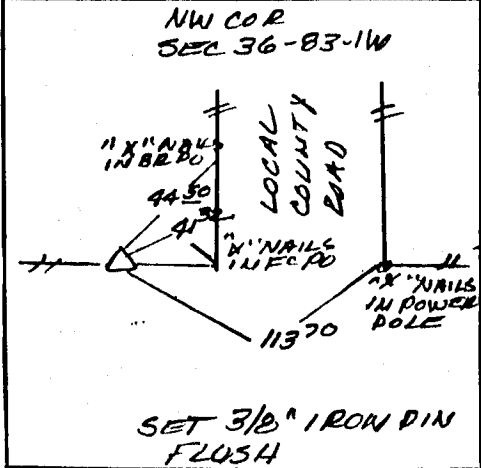 NW COR
SEC 36-83-1W
"X" NAILS
IN BR PO
LOCAL
COUNTY
ROAD
44 50
41 32
"X" NAILS
IN FC PO
"X" NAILS
IN POWER
POLE
113 70
SET 3/8" IRON PIN
FLUSH